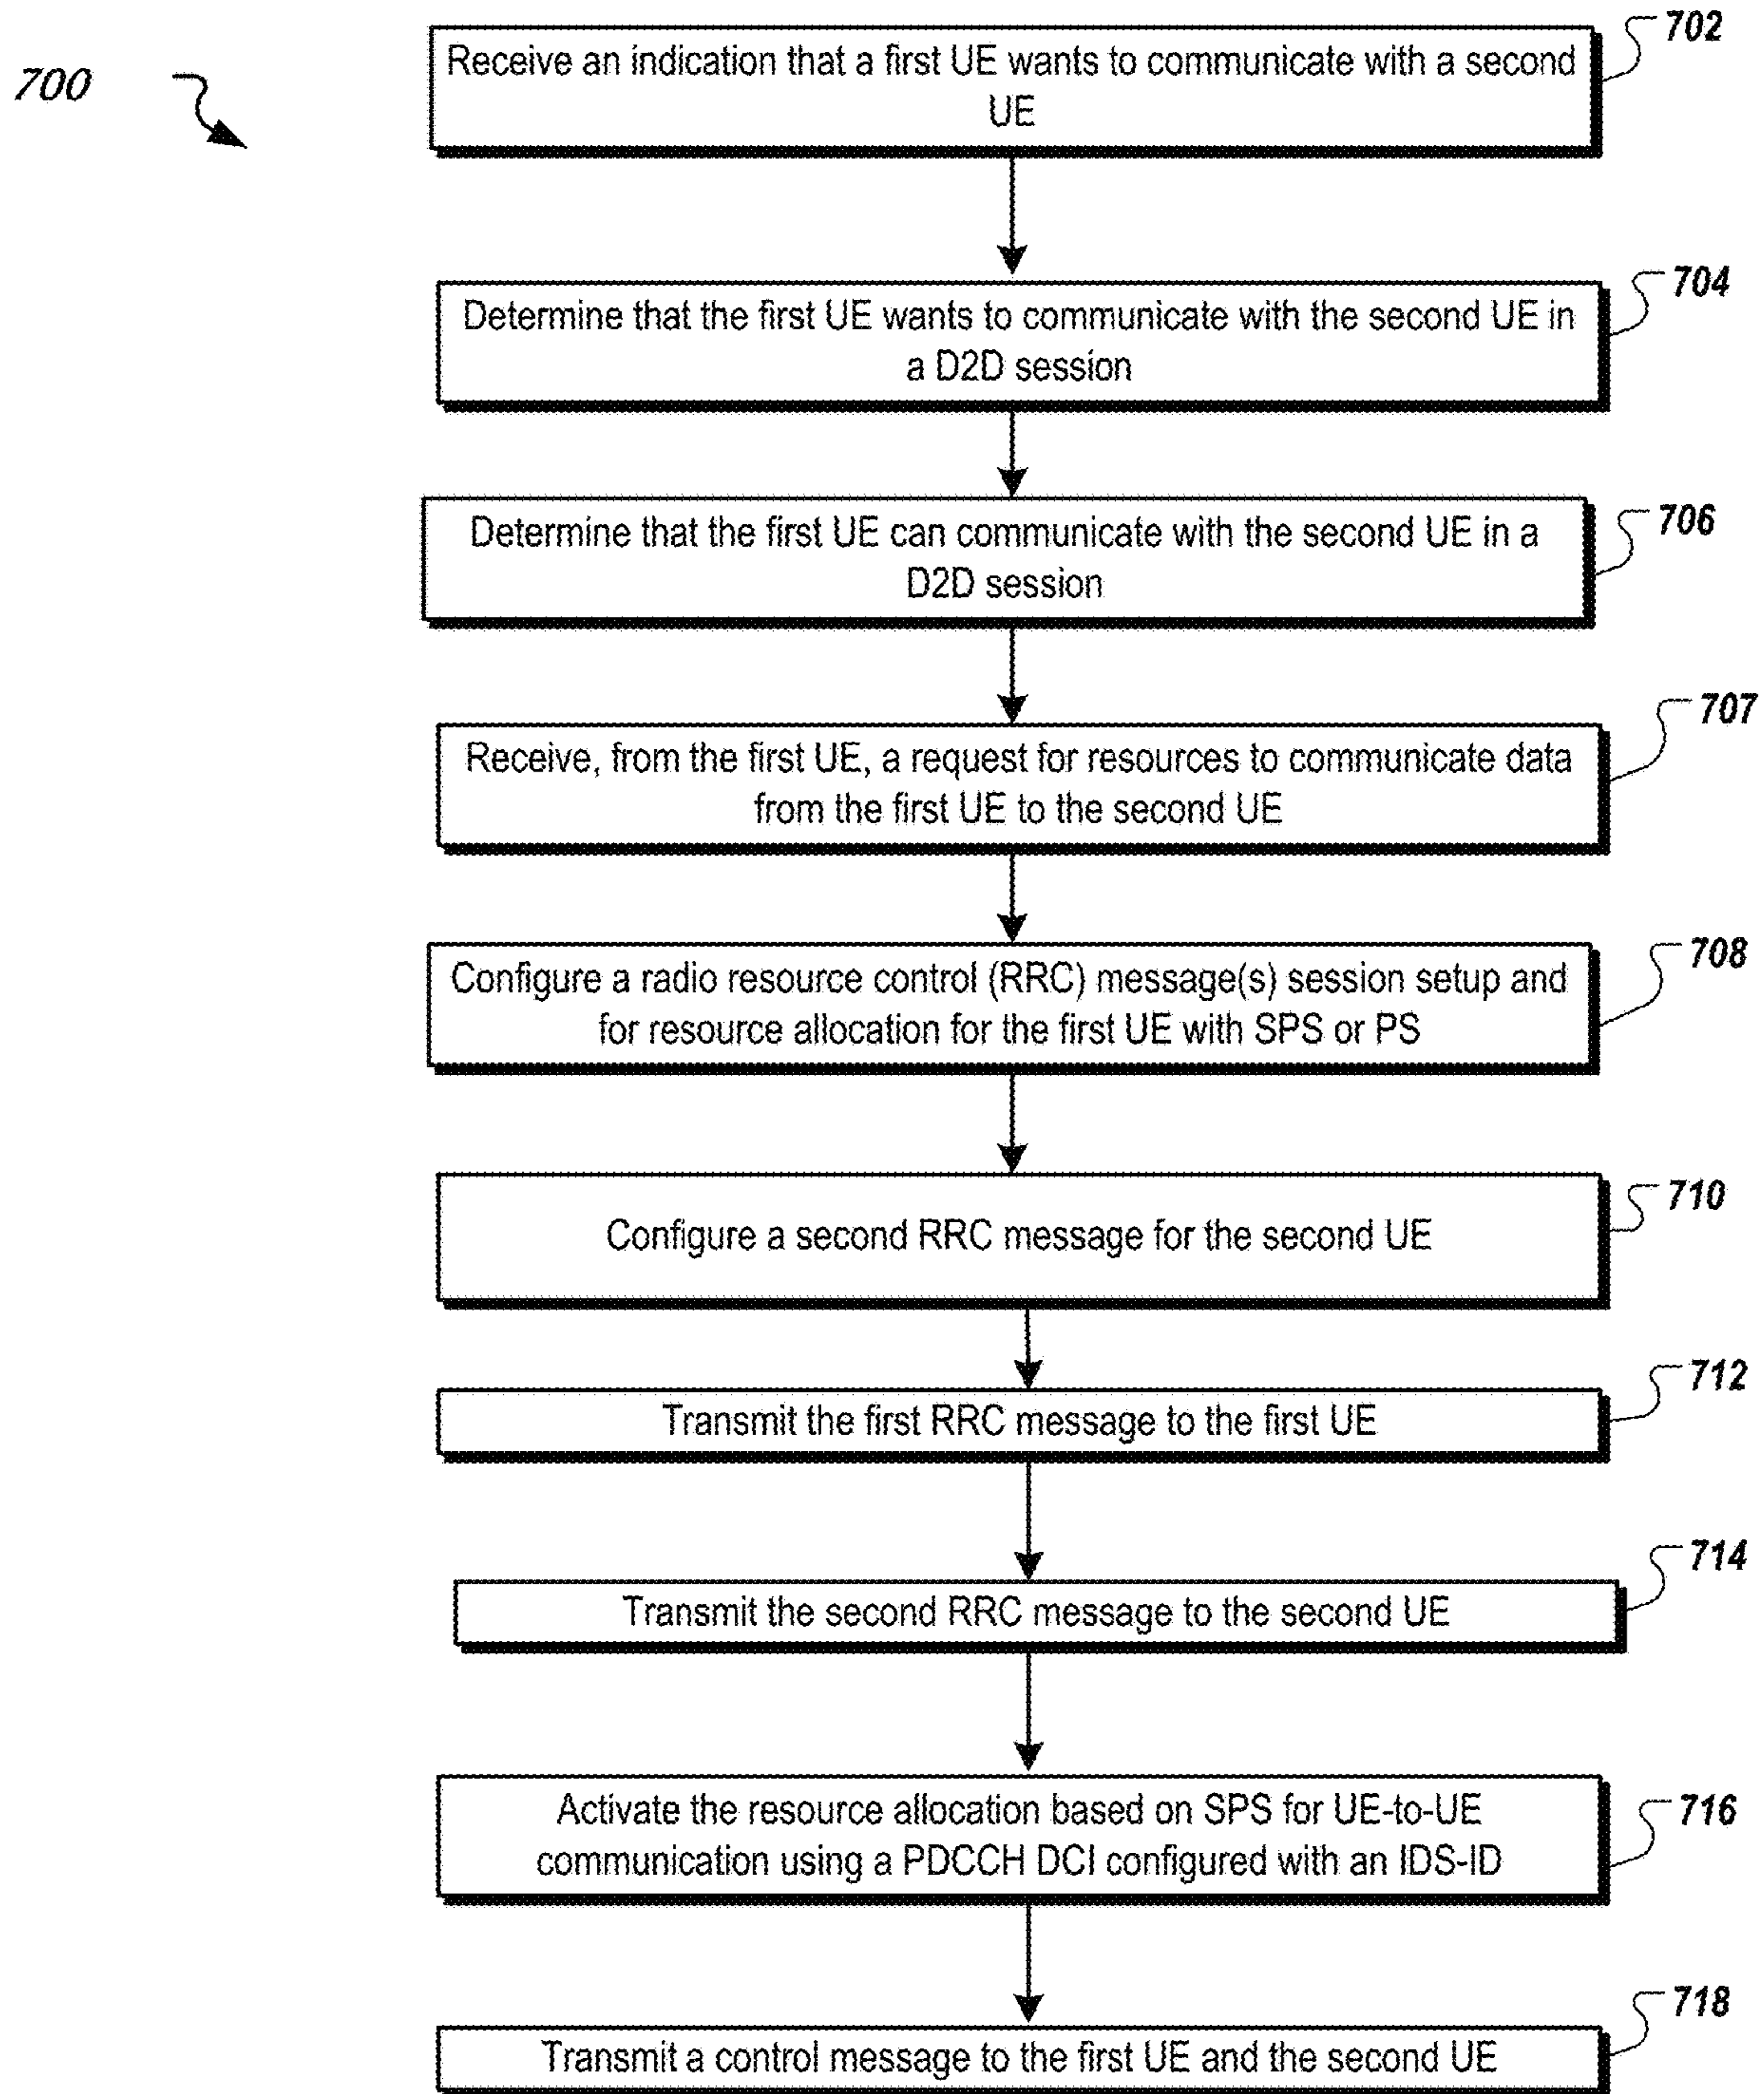 700
702
Receive an indication that a first UE wants to communicate with a second
UE
704
Determine that the first UE wants to communicate with the second UE in
a D2D session
706
Determine that the first UE can communicate with the second UE in a
D2D session
707
Receive, from the first UE, a request for resources to communicate data
from the first UE to the second UE
708
Configure a radio resource control (RRC) message(s) session setup and
for resource allocation for the first UE with SPS or PS
710
Configure a second RRC message for the second UE
712
Transmit the first RRC message to the first UE
714
Transmit the second RRC message to the second UE
716
Activate the resource allocation based on SPS for UE-to-UE
communication using a PDCCH DCI configured with an IDS-ID
718
Transmit a control message to the first UE and the second UE